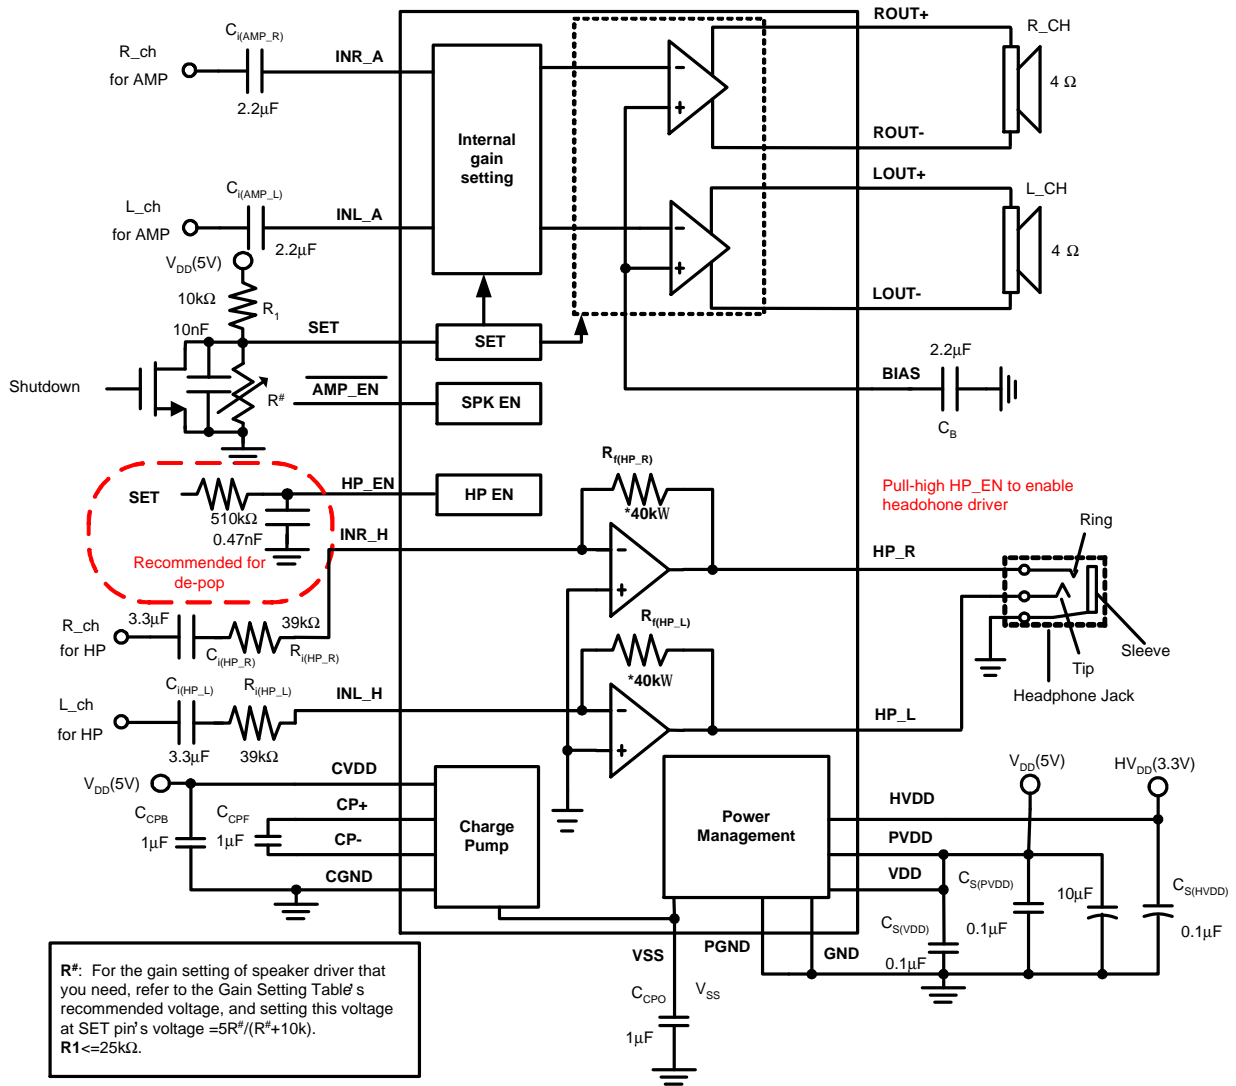 R_ch
for AMP
Ci(AMP_R)
2.2µF
INR_A
Internal
gain
setting
ROUT+
R_CH
4 Ω
ROUT-
L_ch
for AMP
Ci(AMP_L)
2.2µF
INL_A
LOUT+
L_CH
4 Ω
LOUT-
VDD(5V)
10kΩ
R1
10nF
SET
SET
Shutdown
R#
AMP_EN
SPK EN
2.2µF
BIAS
CB
SET
510kΩ
0.47nF
Recommended for
de-pop
HP_EN
HP EN
INR_H
Rf(HP_R)
*40kW
Pull-high HP_EN to enable
headohone driver
HP_R
Ring
Sleeve
Tip
Headphone Jack
R_ch
for HP
3.3µF
Ci(HP_R)
39kΩ
Ri(HP_R)
Rf(HP_L)
*40kW
L_ch
for HP
Ci(HP_L)
3.3µF
Ri(HP_L)
39kΩ
INL_H
HP_L
VDD(5V)
CCPB
1µF
CCPF
1µF
CVDD
CP+
CP-
CGND
Charge
Pump
Power
Management
HVDD
PVDD
VDD
VDD(5V)
HVDD(3.3V)
CS(PVDD)
0.1µF
10µF
CS(HVDD)
0.1µF
CS(VDD)
0.1µF
VSS
PGND
GND
CCPO
1µF
VSS
R#: For the gain setting of speaker driver that
you need, refer to the Gain Setting Table's
recommended voltage, and setting this voltage
at SET pin's voltage =5R#/(R#+10k).
R1<=25kΩ.